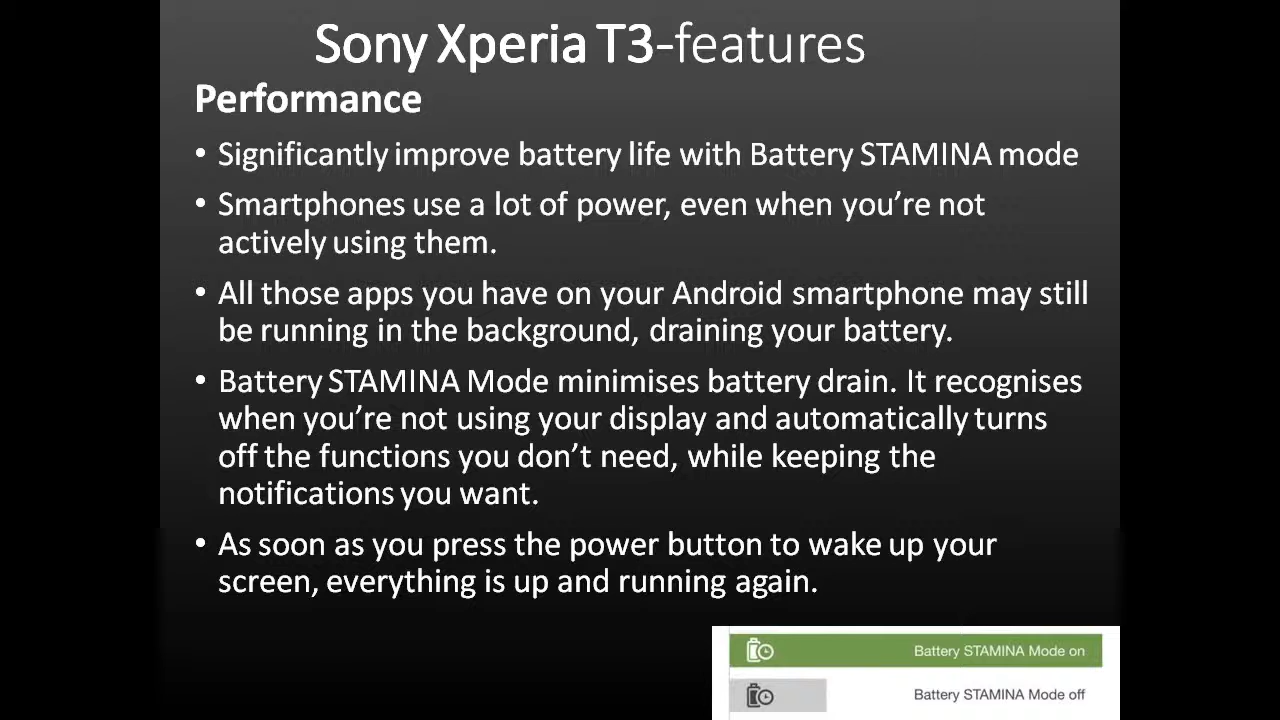 Sony Xperia T3-features
Performance
• Significantly improve battery life with Battery STAMINA mode
• Smartphones use a lot of power, even when you’re not
actively using them.
• All those apps you have on your Android smartphone may still
be running in the background, draining your battery.
• Battery STAMINA Mode minimises battery drain. It recognises
when you’re not using your display and automatically turns
off the functions you don’t need, while keeping the
notifications you want.
• As soon as you press the power button to wake up your
screen, everything is up and running again.
Battery STAMINA Mode on
Battery STAMINA Mode off